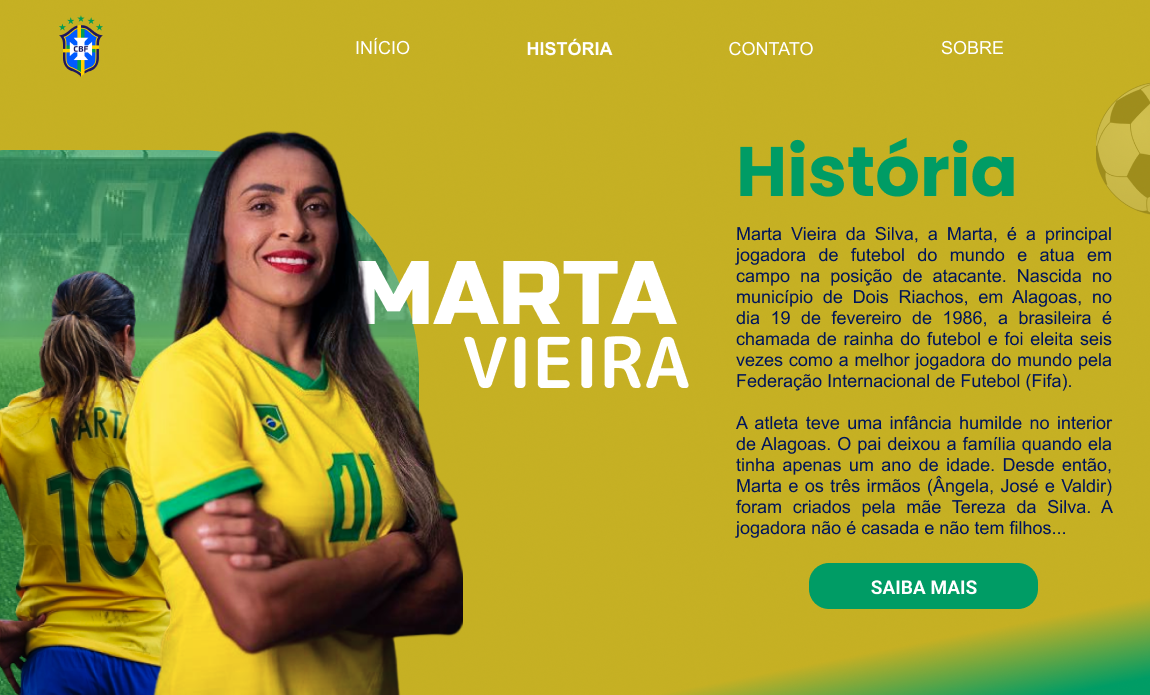 CBF
INÍCIO
HISTÓRIA
CONTATO
SOBRE
História
Marta Vieira da Silva, a Marta, é a principal
jogadora de futebol do mundo e atua em
campo na posição de atacante. Nascida no
município de Dois Riachos, em Alagoas, no
dia 19 de fevereiro de 1986, a brasileira é
chamada de rainha do futebol e foi eleita seis
vezes como a melhor jogadora do mundo pela
Federação Internacional de Futebol (Fifa).
A atleta teve uma infância humilde no interior
de Alagoas. O pai deixou a família quando ela
tinha apenas um ano de idade. Desde então,
Marta e os três irmãos (Ângela, José e Valdir)
foram criados pela mãe Tereza da Silva. A
jogadora não é casada e não tem filhos...
SAIBA MAIS
MARTA
VIEIRA
MARTA
10
10